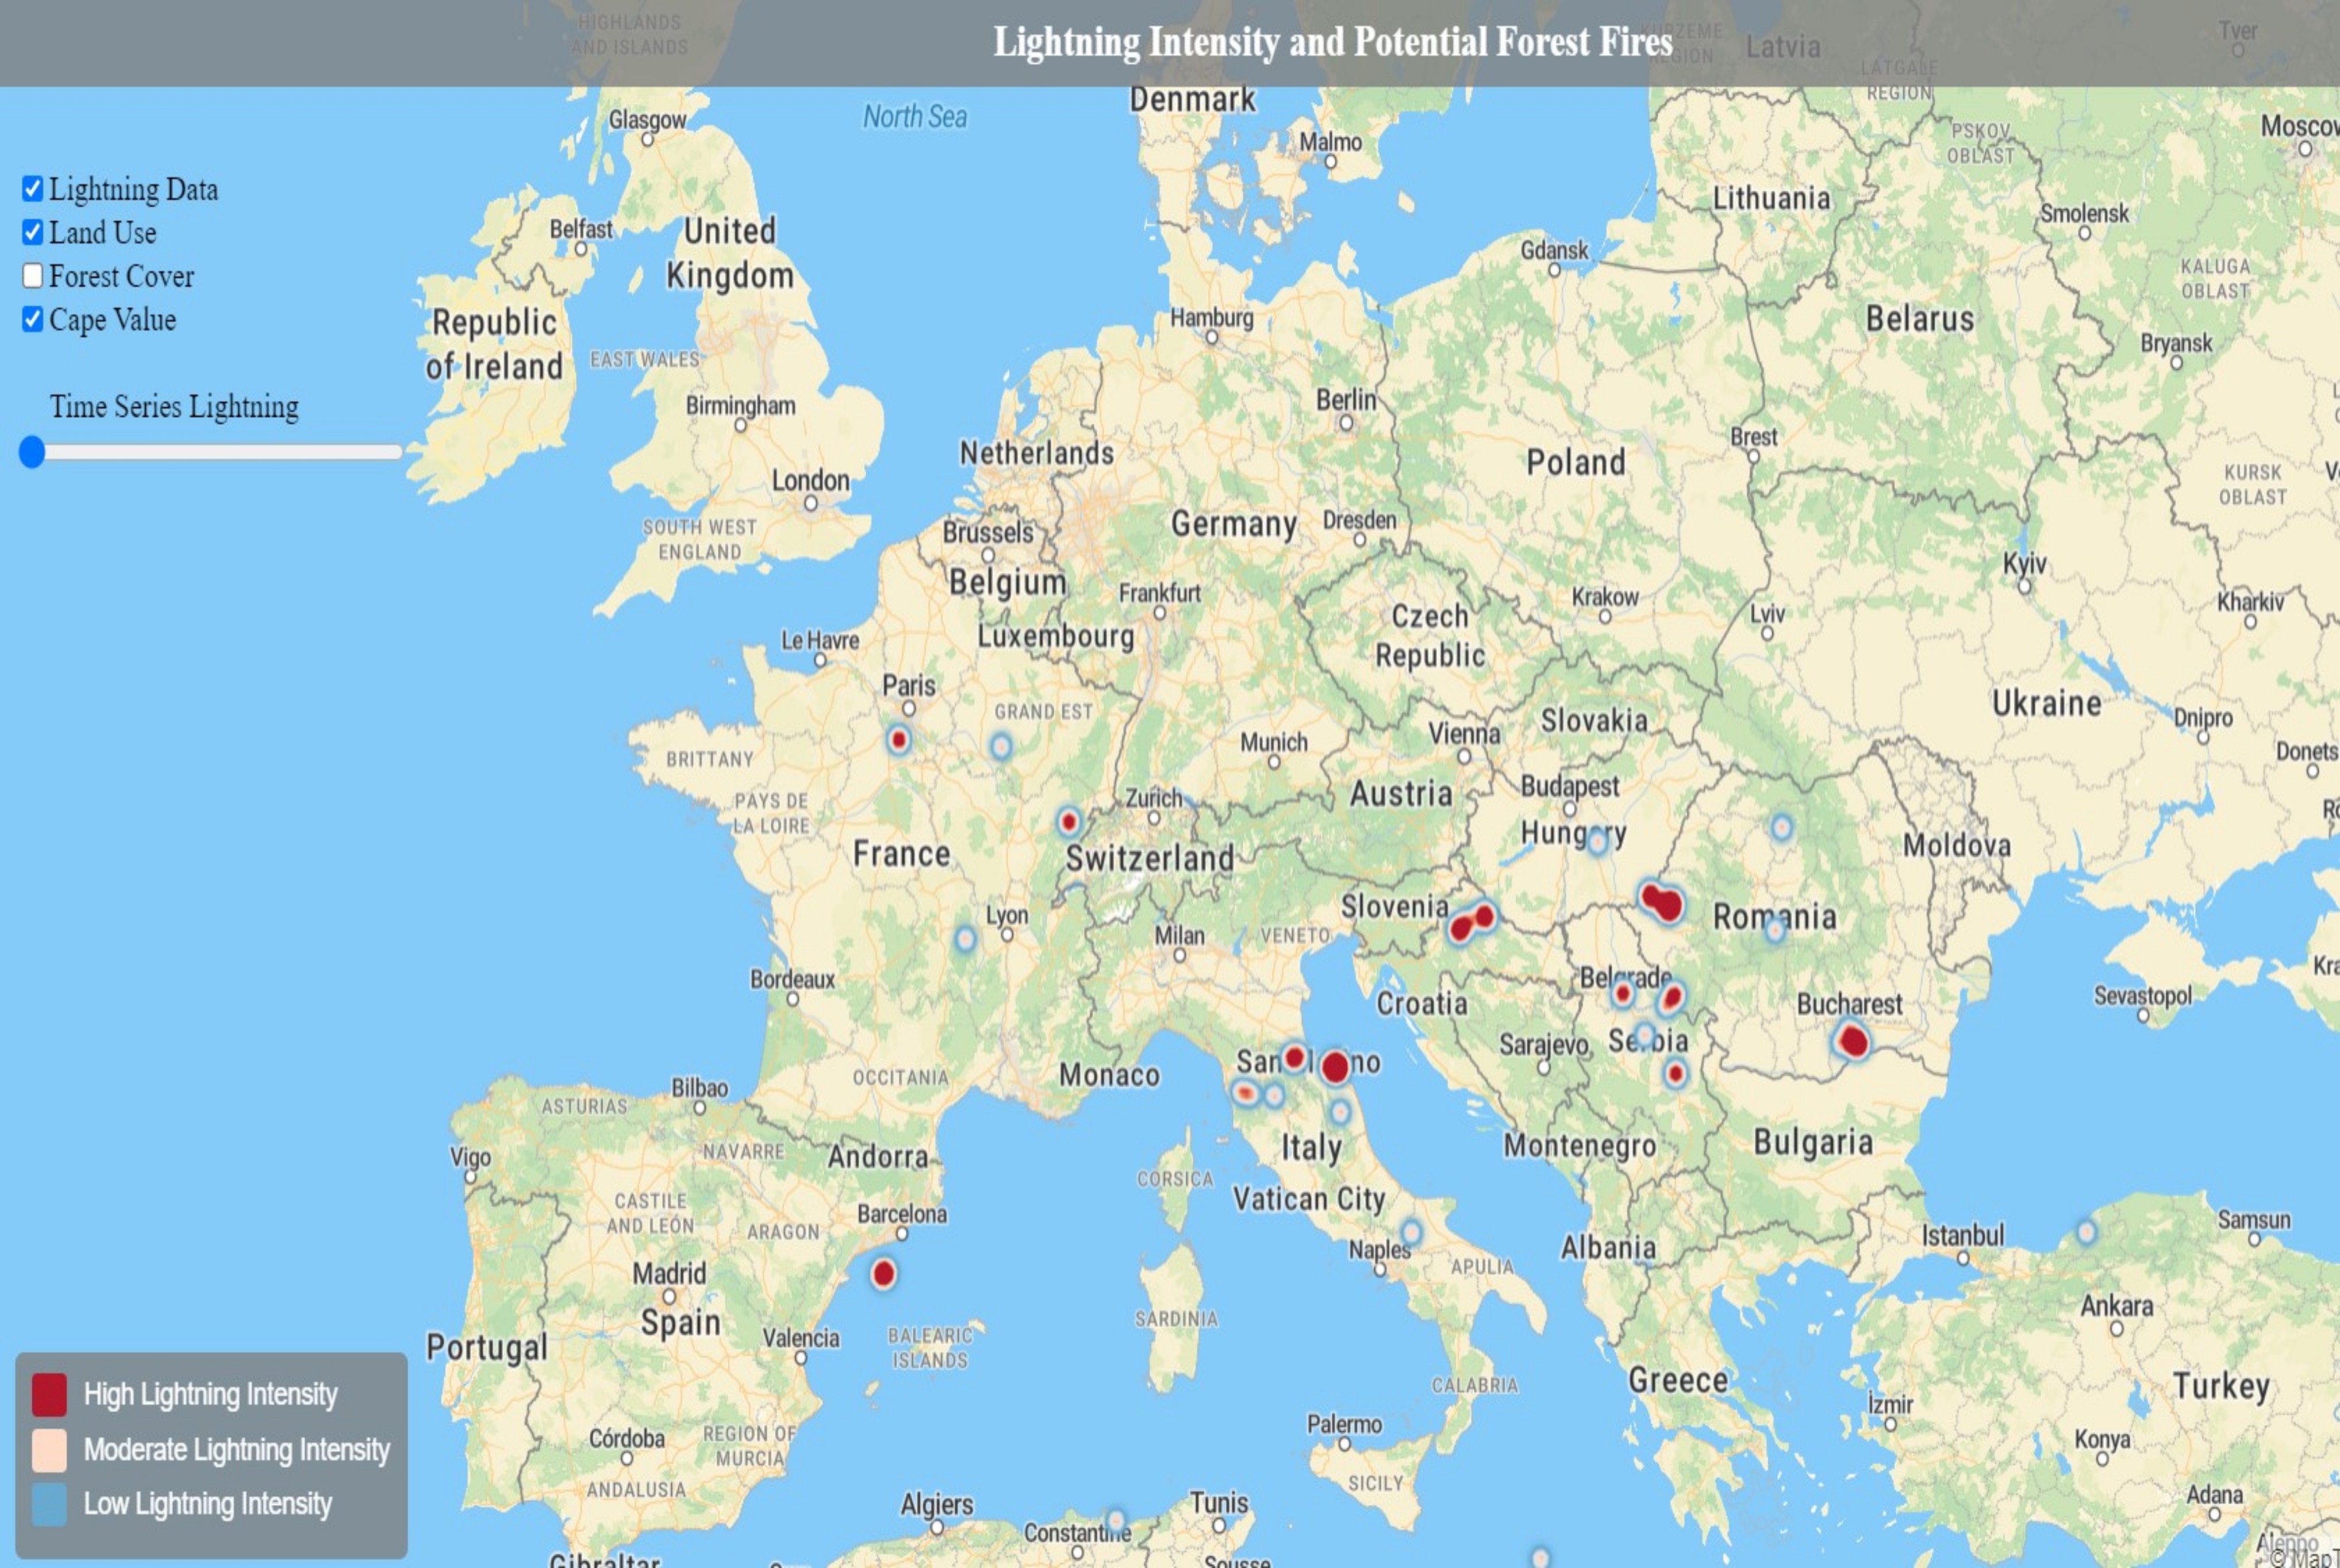 Lightning Intensity and Potential Forest Fires
HIGHLANDS
AND ISLANDS
KURZEME
REGION
Latvia
LATGALE
REGION
Tver
Lightning Data
Land Use
Forest Cover
Cape Value
Time Series Lightning
North Sea
Denmark
Glasgow
Malmo
PSKOV
OBLAST
Moscow
Lithuania
Smolensk
Belfast
United
Kingdom
Gdansk
KALUGA
OBLAST
Republic
of Ireland
EAST WALES
Hamburg
Belarus
Bryansk
Birmingham
Berlin
Netherlands
Poland
Brest
London
KURSK
OBLAST
SOUTH WEST
ENGLAND
Brussels
Belgium
Germany
Dresden
Kyiv
Frankfurt
Krakow
Czech
Republic
Lviv
Kharkiv
Le Havre
Luxembourg
Paris
GRAND EST
Ukraine
Slovakia
Dnipro
BRITTANY
Munich
Vienna
Donets
PAYS DE
LA LOIRE
Zurich
Austria
Budapest
Hungary
France
Switzerland
Moldova
Lyon
Slovenia
Romania
Milan
VENETO
Kra
Bordeaux
Croatia
Belgrade
Bucharest
Sevastopol
OCCITANIA
Monaco
San Marino
Sarajevo
Serbia
Bilbao
ASTURIAS
NAVARRE
Andorra
Italy
Montenegro
Bulgaria
Vigo
CORSICA
CASTILE
AND LEÓN
ARAGON
Barcelona
Vatican City
Naples
APULIA
Albania
Istanbul
Samsun
Madrid
Spain
Ankara
Portugal
Valencia
BALEARIC
ISLANDS
SARDINIA
CALABRIA
Greece
Turkey
İzmir
Córdoba
REGION OF
MURCIA
Palermo
Konya
ANDALUSIA
SICILY
Algiers
Constantine
Tunis
Adana
Gibraltar
Sousse
Aleppo
© MapT
High Lightning Intensity
Moderate Lightning Intensity
Low Lightning Intensity